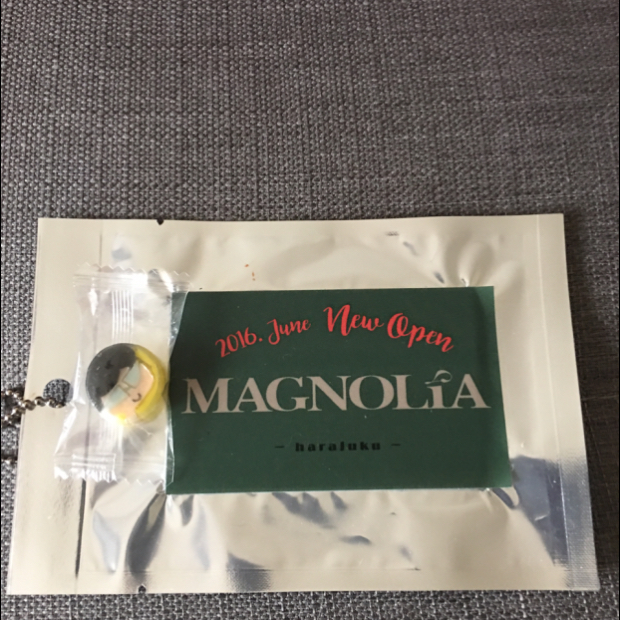 2016. June New Open
MAGNOLiA
- harajuku -